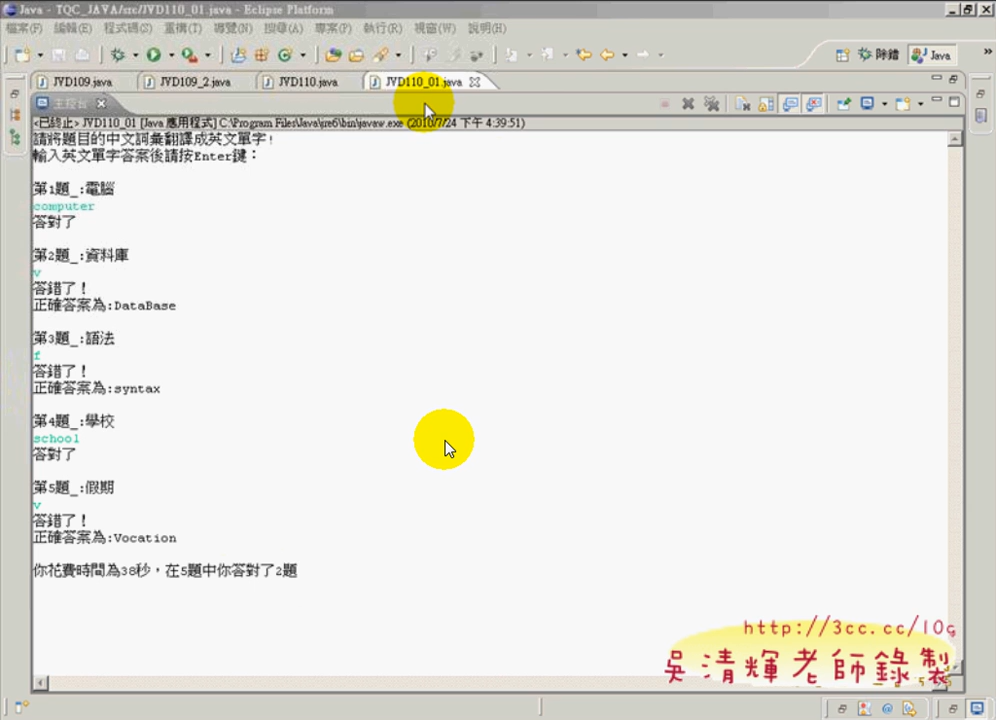 Java - TQC_JAVA/src/JVD110_01.java - Eclipse Platform
檔案(F) 編輯(E) 程式碼(S) 重構(T) 導覽(N) 搜尋(A) 專案(P) 執行(R) 視窗(W) 說明(H)
除錯 Java
JVD109.java JVD109_2.java JVD110.java JVD110_01.java
主控台
<已終止> JVD110_01 [Java 應用程式] C:\Program Files\Java\jre6\bin\javaw.exe (2010/7/24 下午 4:39:51)
請將題目的中文詞彙翻譯成英文單字!
輸入英文單字答案後請按Enter鍵：
第1題_:電腦
computer
答對了
第2題_:資料庫
v
答錯了！
正確答案為:DataBase
第3題_:語法
f
答錯了！
正確答案為:syntax
第4題_:學校
school
答對了
第5題_:假期
v
答錯了！
正確答案為:Vocation
你花費時間為38秒，在5題中你答對了2題
http://3cc.cc/10g
吳清輝老師錄製